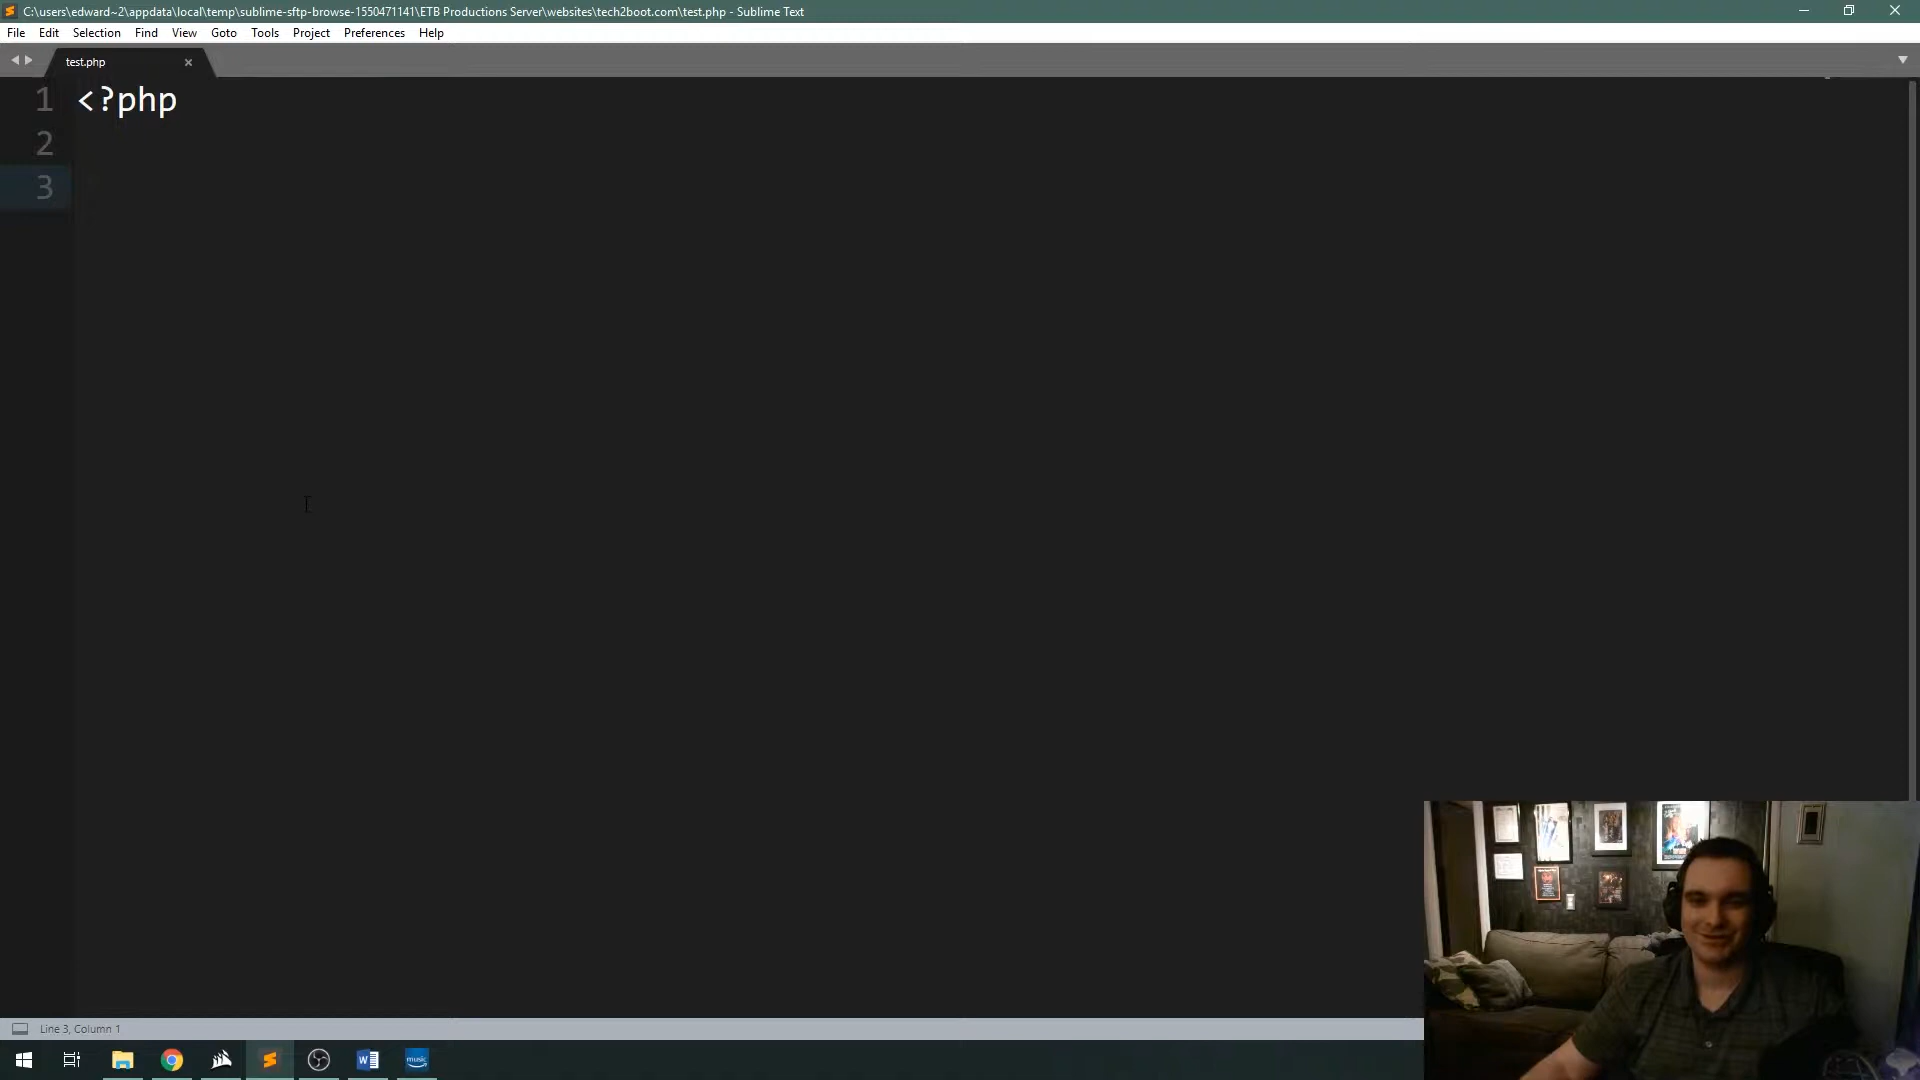 C:\users\edward~2\appdata\local\temp\sublime-sftp-browse-1550471141\ETB Productions Server\websites\tech2boot.com\test.php - Sublime Text
File Edit Selection Find View Goto Tools Project Preferences Help
test.php
1 <?php
2
3
Line 3, Column 1
music